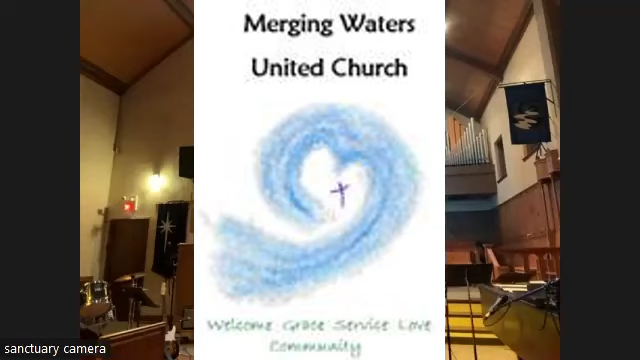 Merging Waters
United Church
Welcome Grace Service Love
Community
sanctuary camera